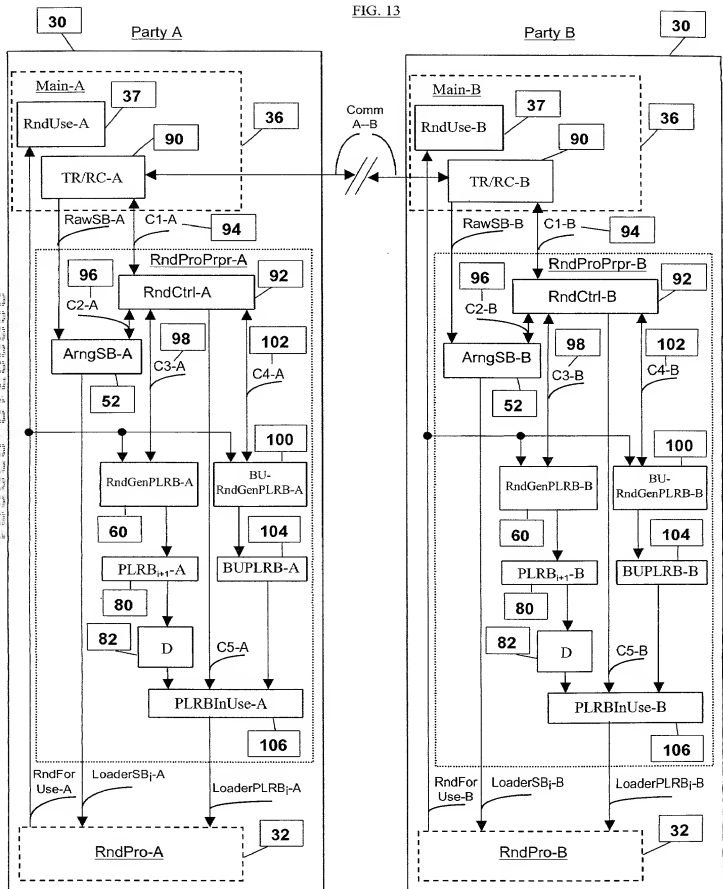 FIG. 13
Party A
30
Main-A
37
RndUse-A
90
36
TR/RC-A
RawSB-A
C1-A
94
RndProPrpr-A
96
RndCtrl-A
92
C2-A
98
102
ArngSB-A
C3-A
C4-A
52
100
RndGenPLRB-A
BU-
RndGenPLRB-A
60
104
PLRBi+1-A
BUPLRB-A
80
82
D
C5-A
PLRBInUse-A
106
RndFor
Use-A
LoaderSBi-A
LoaderPLRBi-A
32
RndPro-A
Comm
A--B
Party B
30
Main-B
37
RndUse-B
90
36
TR/RC-B
RawSB-B
C1-B
94
RndProPrpr-B
96
RndCtrl-B
92
C2-B
98
102
ArngSB-B
C3-B
C4-B
52
100
RndGenPLRB-B
BU-
RndGenPLRB-B
60
104
PLRBi+1-B
BUPLRB-B
80
82
D
C5-B
PLRBInUse-B
106
RndFor
Use-B
LoaderSBi-B
LoaderPLRBi-B
32
RndPro-B